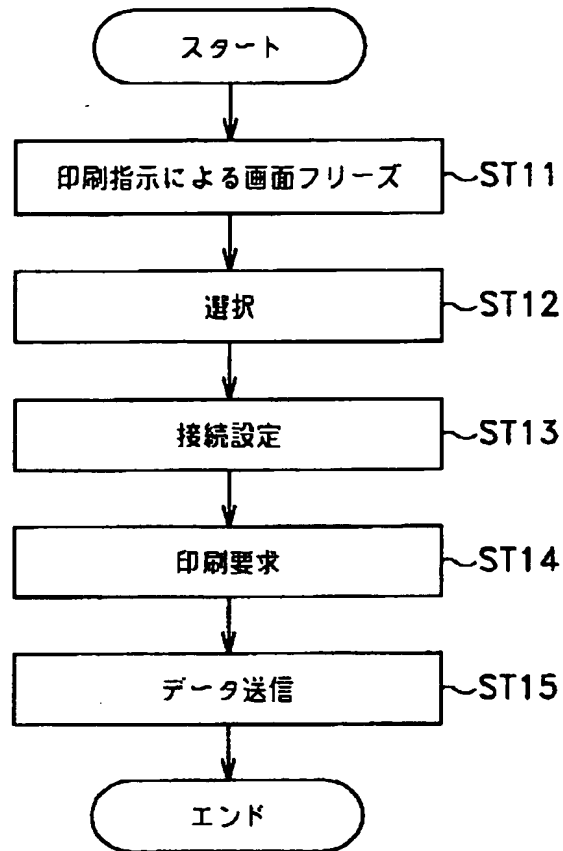 スタート
印刷指示による画面フリーズ ST11
選択 ST12
接続設定 ST13
印刷要求 ST14
データ送信 ST15
エンド